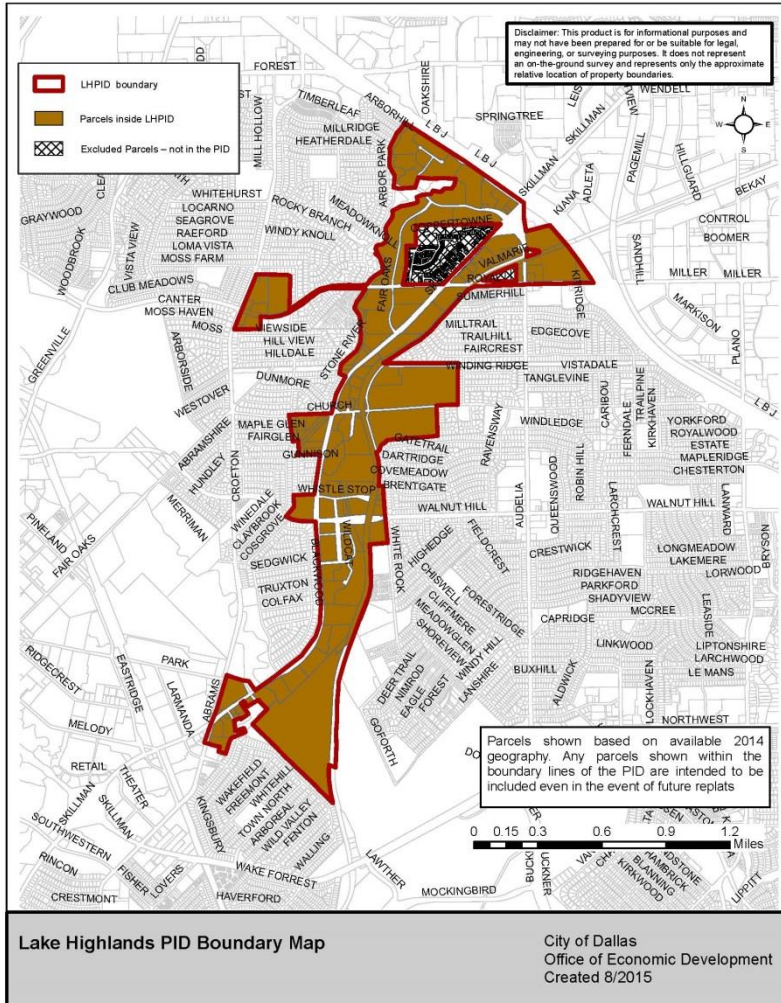 Disclaimer: This product is for informational purposes and
may not have been prepared for or be suitable for legal,
engineering, or surveying purposes. It does not represent
an on-the-ground survey and represents only the approximate
relative location of property boundaries.
LHPID boundary
Parcels inside LHPID
Excluded Parcels – not in the PID
N
W E
S
FOREST
OAKSHIRE
WENDELL
TIMBERLEAF
ARBORHILL
L B J
SPRINGTREE
SKILLMAN
MILL HOLLOW
MILLRIDGE
HEATHERDALE
ARBOR PARK
L B J
PAGEMILL
HILLGUARD
SKILLMAN
KIANA
ADLETA
BEKAY
WHITEHURST
LOCARNO
SEAGROVE
RAEFORD
LOMA VISTA
MOSS FARM
GRAYWOOD
WOODBROOK
VISTA VIEW
ROCKY BRANCH
MEADOWKNOLL
WINDY KNOLL
CONTROL
BOOMER
SANDHILL
MILLER
MILLER
VALMARIE
CLUB MEADOWS
CANTER
MOSS HAVEN
MOSS
FAIR OAKS
SUMMERHILL
MARKISON
PLANO
GREENVILLE
ARBORSIDE
VIEWSIDE
HILL VIEW
HILLDALE
STONE RIVER
MILLTRAIL
TRAILHILL
FAIRCREST
EDGECOVE
DUNMORE
WINDING RIDGE
VISTADALE
TANGLEVINE
L B J
WESTOVER
CHURCH
CARIBOU
FERNDALE
TRAILPINE
KIRKHAVEN
ABRAMSHIRE
MAPLE GLEN
FAIRGLEN
GUNNISON
GATETRAIL
DARTRIDGE
COVEMEADOW
BRENTGATE
RAVENSWAY
WINDLEDGE
YORKFORD
ROYALWOOD
ESTATE
MAPLERIDGE
CHESTERTON
HUNDLEY
CROFTON
MERRIMAN
WHISTLE STOP
WALNUT HILL
AUDELIA
QUEENSWOOD
ROBIN HILL
LARCHCREST
WALNUT HILL
LANWARD
BRYSON
PINELAND
FAIR OAKS
WINEDALE
CLAYBROOK
COSGROVE
WILDCAT
WHITE ROCK
HIGHEDGE
FIELDCREST
CRESTWICK
LONGMEADOW
LAKEMERE
LORWOOD
SEDGWICK
BLACKWOOD
TRUXTON
COLFAX
CHISWELL
CLIFFMERE
MEADOWGLEN
SHOREVIEW
FORESTRIDGE
RIDGEHAVEN
PARKFORD
SHADYVIEW
MCCREE
LEASIDE
CAPRIDGE
LINKWOOD
LIPTONSHIRE
LARCHWOOD
LE MANS
RIDGECREST
EASTRIDGE
PARK
LARMANDA
ABRAMS
DEER TRAIL
NIMROD
EAGLE
FOREST
WINDY HILL
LANSHIRE
BUXHILL
ALDWICK
LOCKHAVEN
NORTHWEST
GOFORTH
MELODY
RETAIL
THEATER
SKILLMAN
SKILLMAN
Parcels shown based on available 2014
geography. Any parcels shown within the
boundary lines of the PID are intended to be
included even in the event of future replats
WAKEFIELD
FREEMONT
WHITEHILL
TOWN NORTH
ARBOREAL
WILD VALLEY
FENTON
WALLING
KINGSBURY
0 0.15 0.3 0.6 0.9 1.2
Miles
SOUTHWESTERN
RINCON
FISHER
LOVERS
WAKE FORREST
LAWTHER
HAVERFORD
CRESTMONT
MOCKINGBIRD
HAMBRICK
BLANNING
KIRKWOOD
LIPPITT
Lake Highlands PID Boundary Map
City of Dallas
Office of Economic Development
Created 8/2015